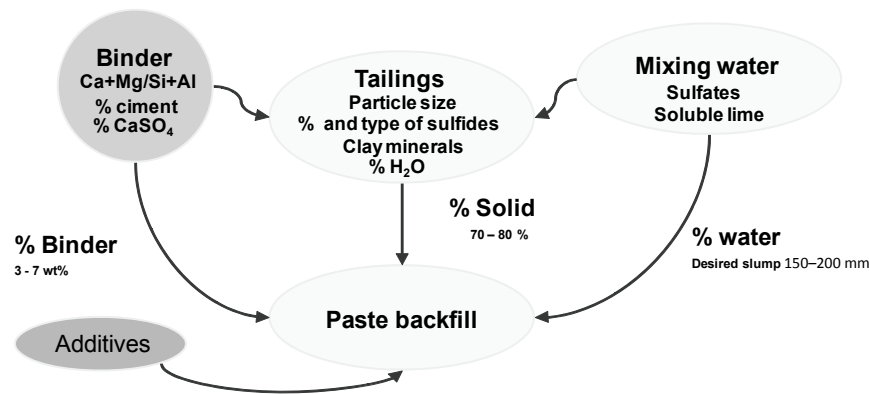 Binder
Ca+Mg/Si+Al
% ciment
% CaSO₄
Tailings
Particle size
% and type of sulfides
Clay minerals
% H₂O
Mixing water
Sulfates
Soluble lime
% Binder
3 - 7 wt%
% Solid
70 – 80 %
% water
Desired slump 150–200 mm
Paste backfill
Additives